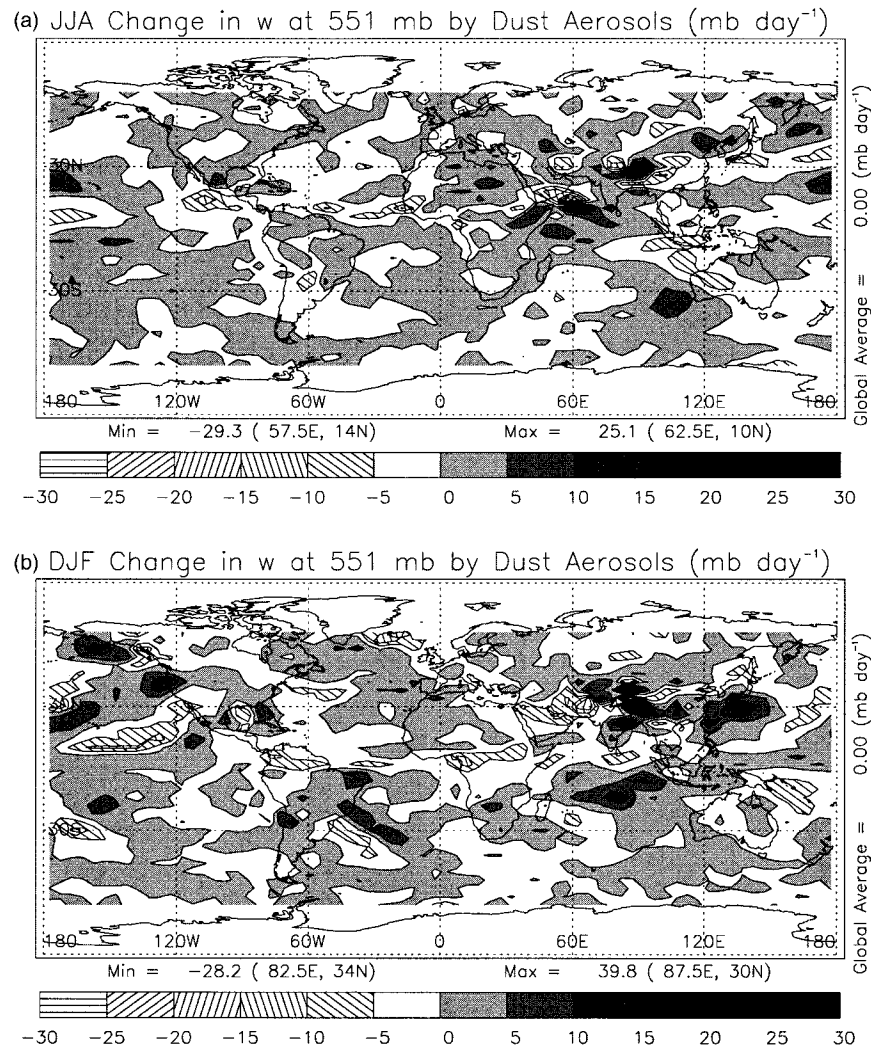 (a) JJA Change in w at 551 mb by Dust Aerosols (mb day⁻¹)
30N
30S
180 120W 60W 0 60E 120E 180
Min = −29.3 ( 57.5E, 14N) Max = 25.1 ( 62.5E, 10N)
Global Average = 0.00 (mb day⁻¹)
−30 −25 −20 −15 −10 −5 0 5 10 15 20 25 30
(b) DJF Change in w at 551 mb by Dust Aerosols (mb day⁻¹)
180 120W 60W 0 60E 120E 180
Min = −28.2 ( 82.5E, 34N) Max = 39.8 ( 87.5E, 30N)
Global Average = 0.00 (mb day⁻¹)
−30 −25 −20 −15 −10 −5 0 5 10 15 20 25 30